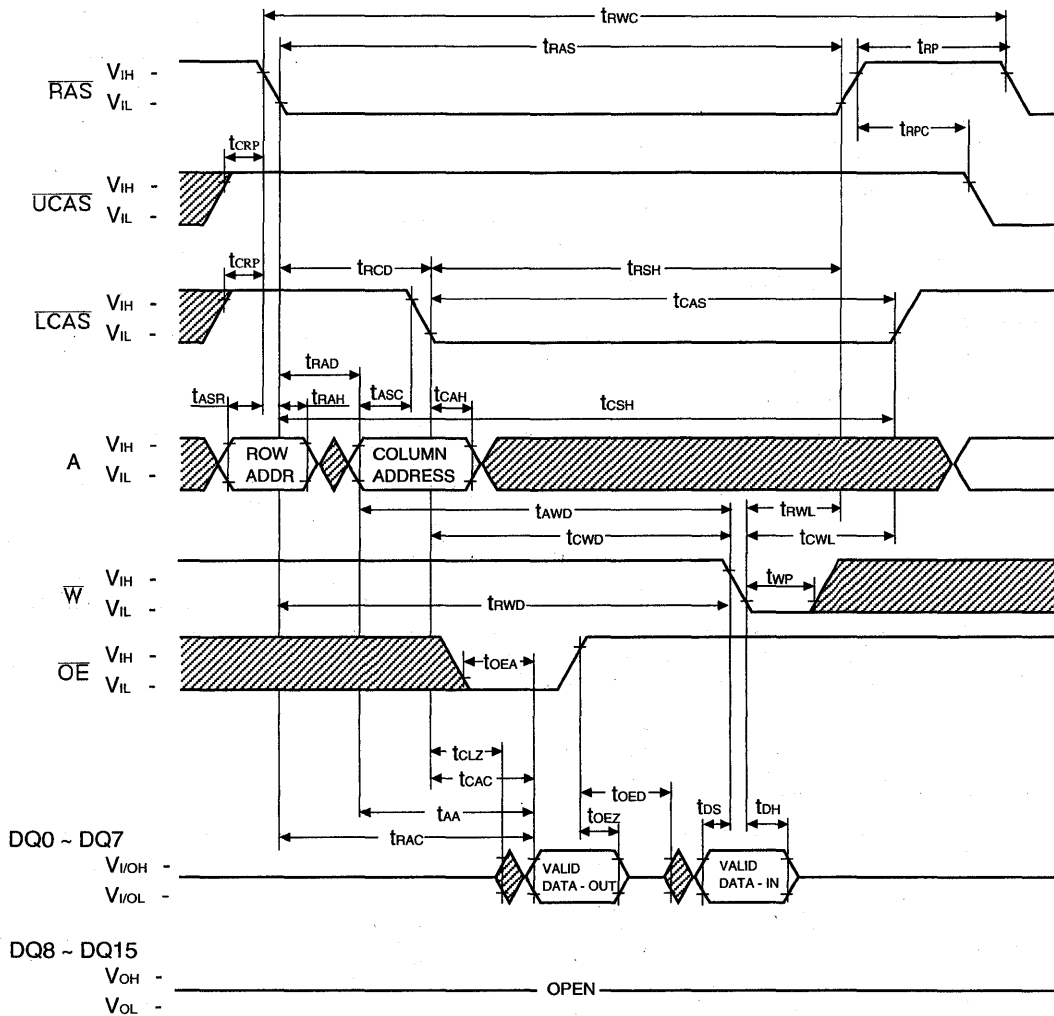 tRWC
tRAS
tRP
RAS
VIH -
VIL -
tRPC
tCRP
UCAS
VIH -
VIL -
tCRP
tRCD
tRSH
LCAS
VIH -
VIL -
tCAS
tRAD
tASR
tRAH
tASC
tCAH
tCSH
A
VIH -
VIL -
ROW
ADDR
COLUMN
ADDRESS
tAWD
tRWL
tCWD
tCWL
W
VIH -
VIL -
tWP
tRWD
OE
VIH -
VIL -
tOEA
tCLZ
tCAC
tOED
tAA
tOEZ
tDS
tDH
tRAC
DQ0 ~ DQ7
VI/OH -
VI/OL -
VALID
DATA - OUT
VALID
DATA - IN
DQ8 ~ DQ15
VOH -
VOL -
OPEN